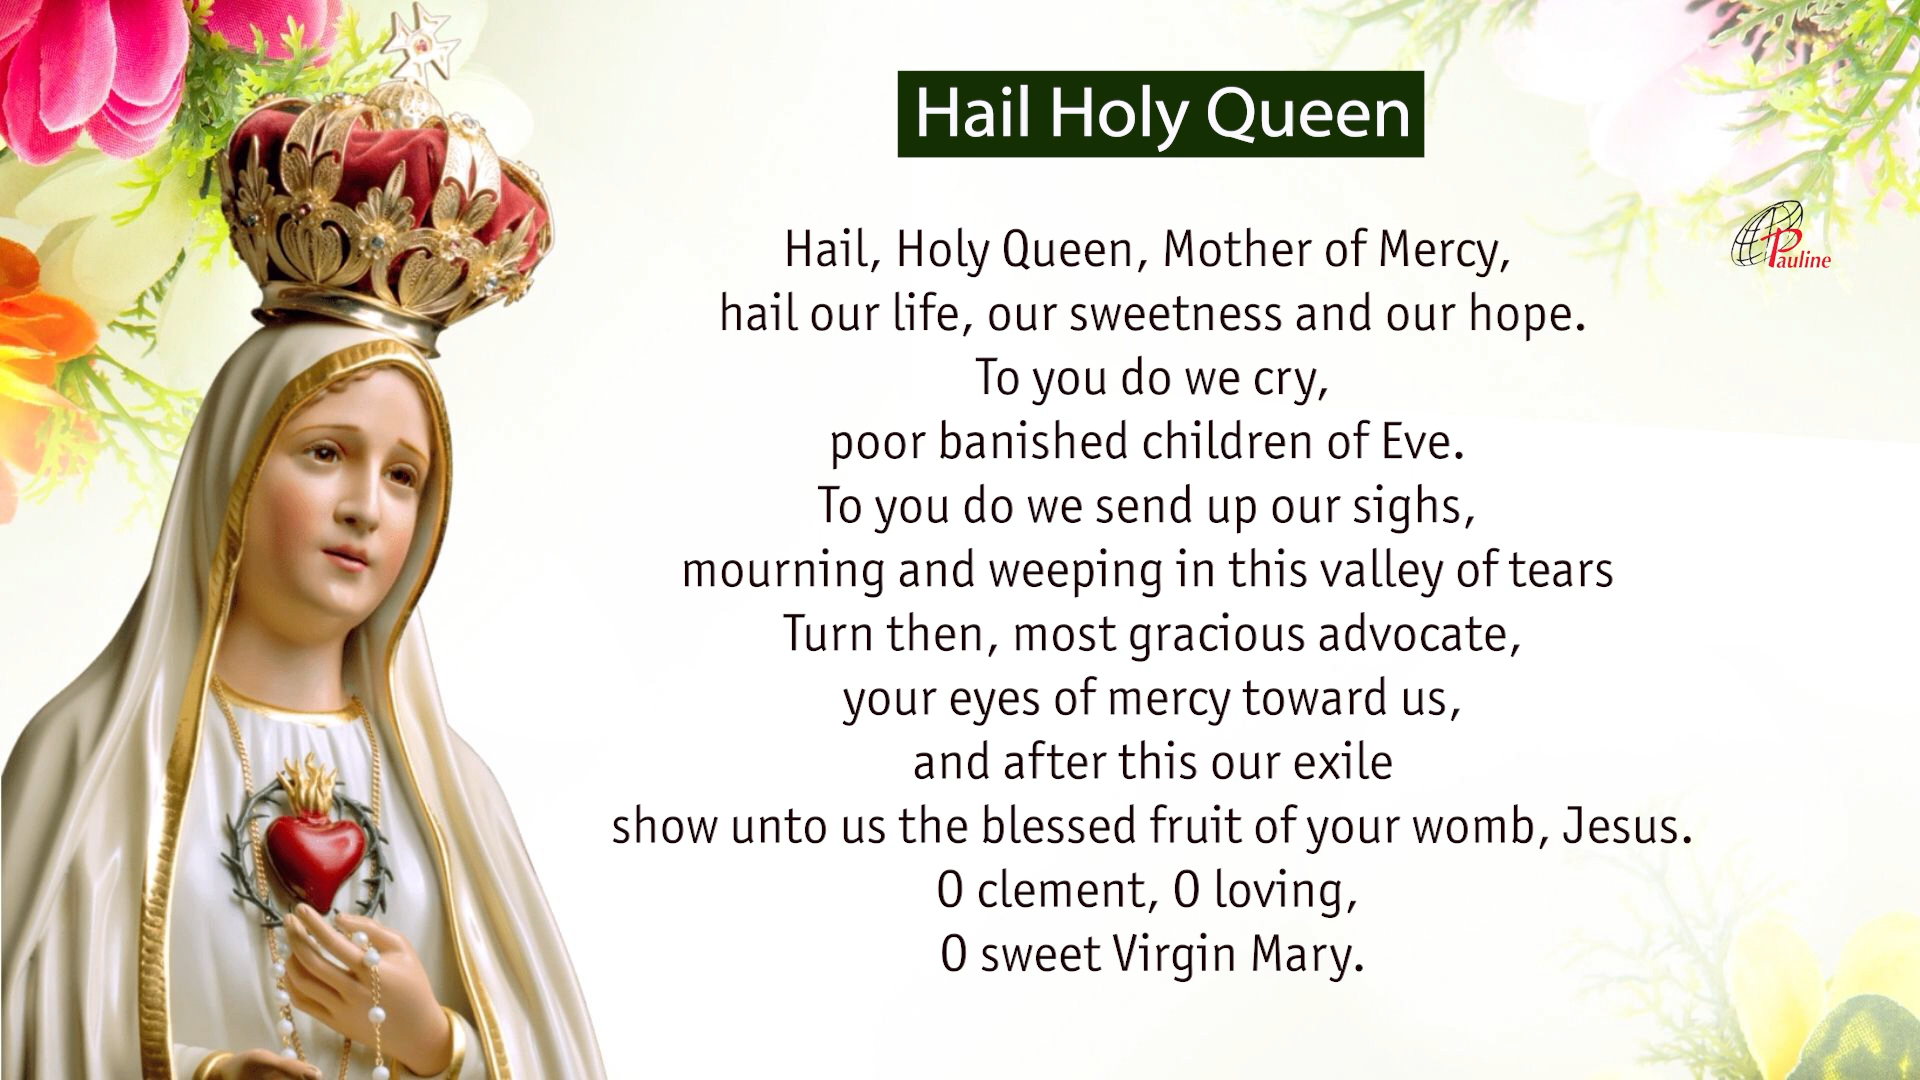 Hail Holy Queen
Hail, Holy Queen, Mother of Mercy,
hail our life, our sweetness and our hope.
To you do we cry,
poor banished children of Eve.
To you do we send up our sighs,
mourning and weeping in this valley of tears
Turn then, most gracious advocate,
your eyes of mercy toward us,
and after this our exile
show unto us the blessed fruit of your womb, Jesus.
O clement, O loving,
O sweet Virgin Mary.
Pauline